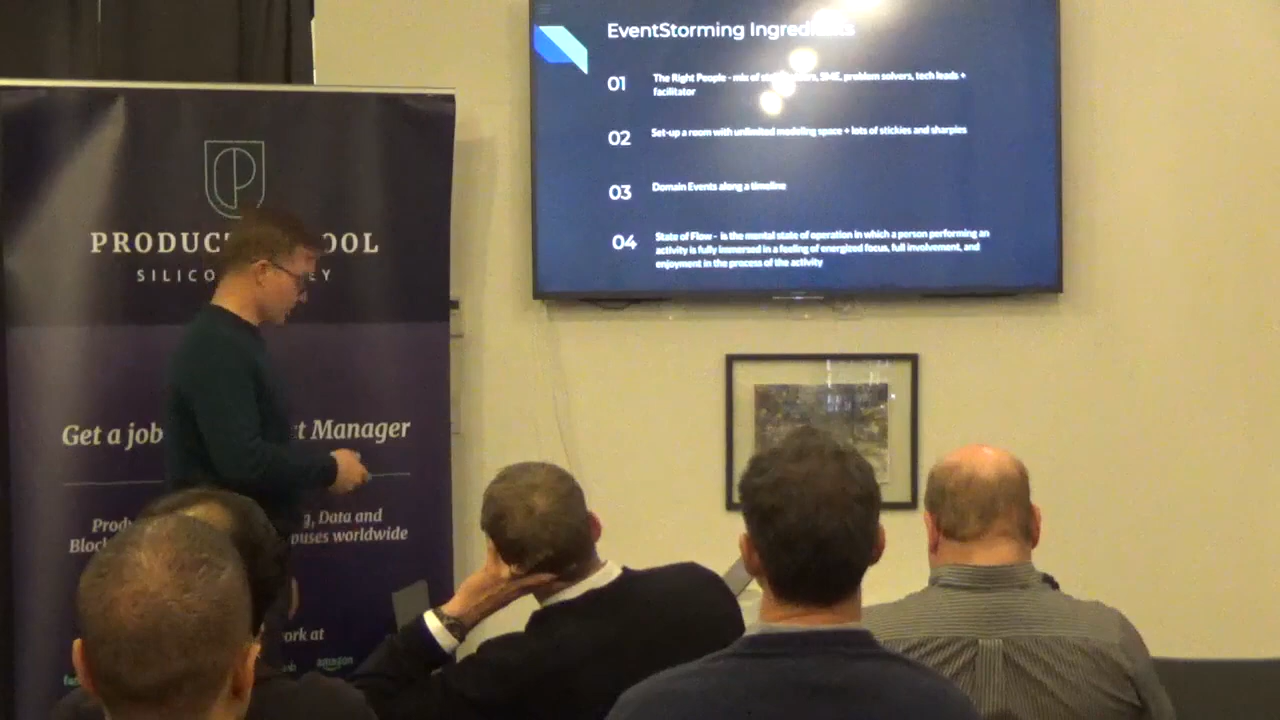 EventStorming Ingredients
01
The Right People - mix of stakeholders, SME, problem solvers, tech leads +
facilitator
02
Set-up a room with unlimited modeling space + lots of stickies and sharpies
03
Domain Events along a timeline
04
State of Flow - is the mental state of operation in which a person performing an
activity is fully immersed in a feeling of energized focus, full involvement, and
enjoyment in the process of the activity
PRODUC OOL
SILICO EY
Get a job t Manager
Prod g, Data and
Bloc puses worldwide
ork at
amazon